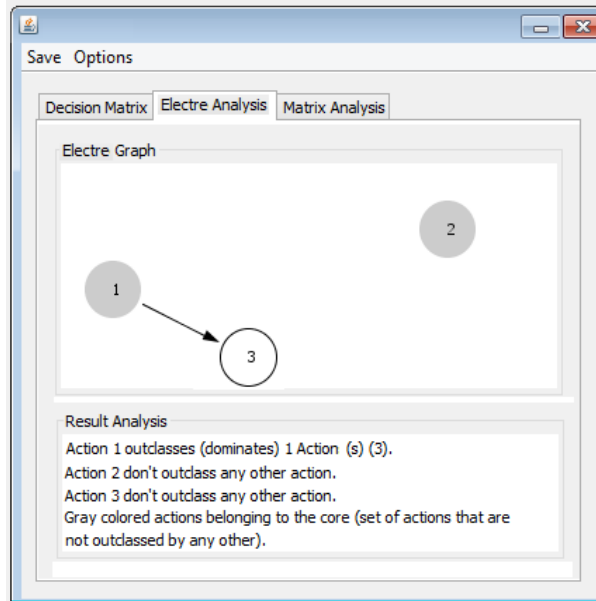 Save Options
Decision Matrix Electre Analysis Matrix Analysis
Electre Graph
2
1
3
Result Analysis
Action 1 outclasses (dominates) 1 Action (s) (3).
Action 2 don't outclass any other action.
Action 3 don't outclass any other action.
Gray colored actions belonging to the core (set of actions that are
not outclassed by any other).